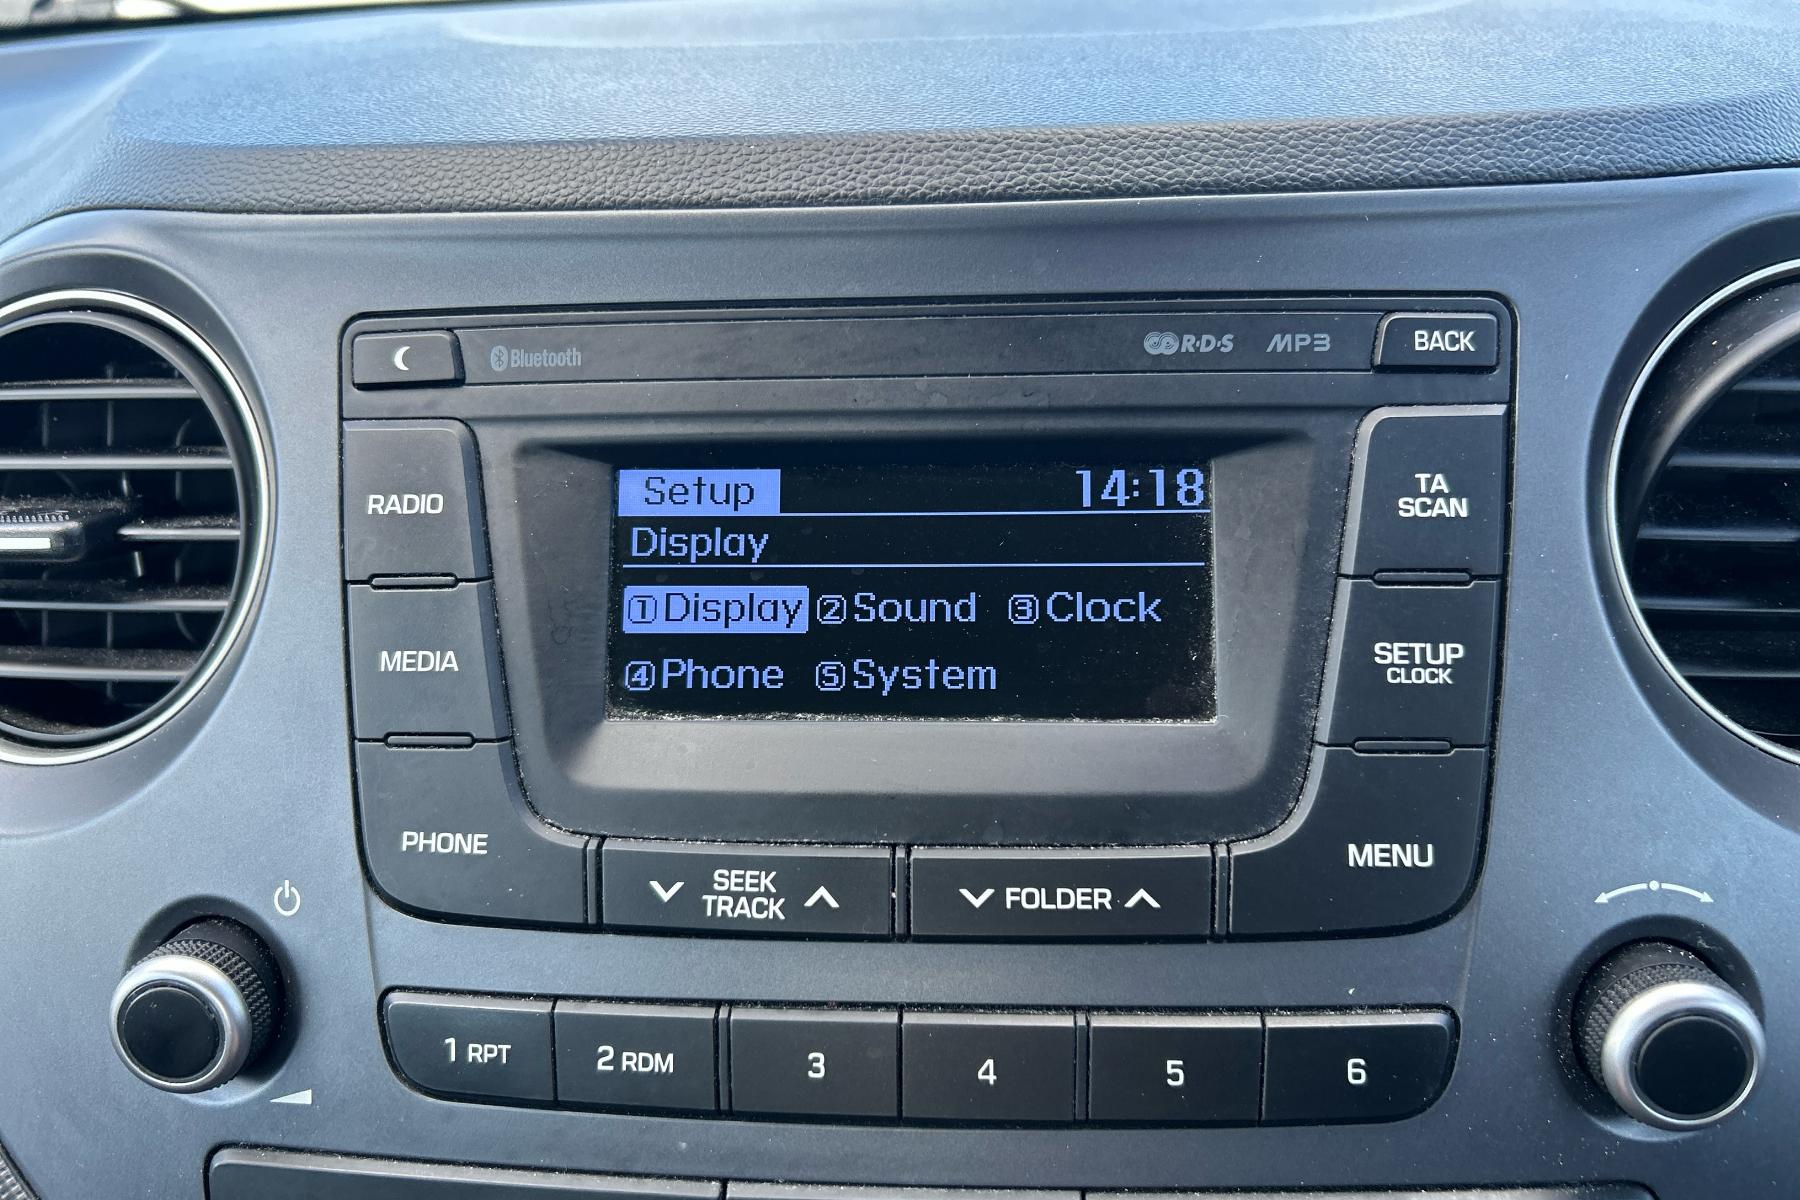 Bluetooth
R·D·S MP3 BACK
RADIO
MEDIA
PHONE
Setup 14:18
Display
①Display ②Sound ③Clock
④Phone ⑤System
TA
SCAN
SETUP
CLOCK
MENU
SEEK
TRACK
FOLDER
1 RPT 2 RDM 3 4 5 6